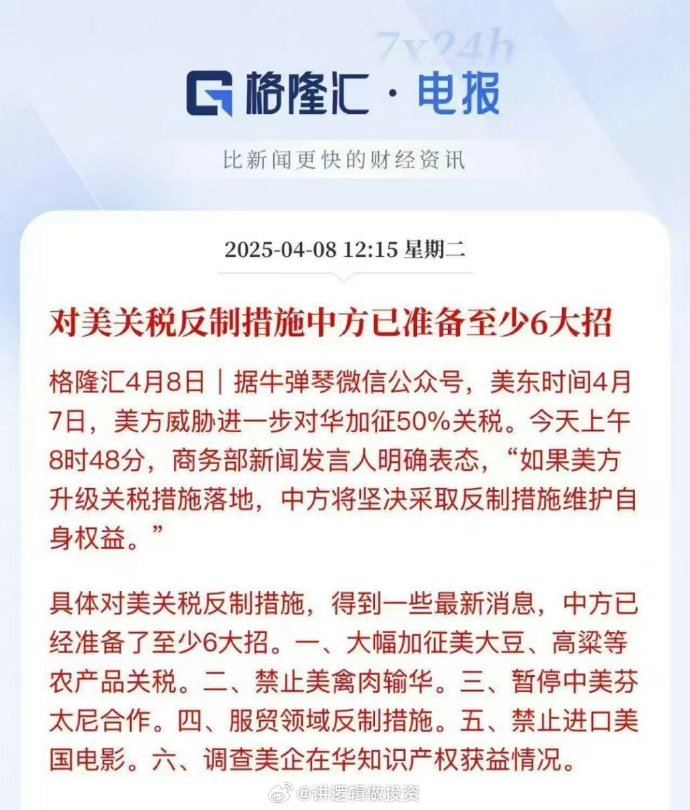 7x24h
格隆汇·电报
比新闻更快的财经资讯
2025-04-08 12:15 星期二
对美关税反制措施中方已准备至少6大招
格隆汇4月8日｜据牛弹琴微信公众号，美东时间4月
7日，美方威胁进一步对华加征50%关税。今天上午
8时48分，商务部新闻发言人明确表态，“如果美方
升级关税措施落地，中方将坚决采取反制措施维护自
身权益。”
具体对美关税反制措施，得到一些最新消息，中方已
经准备了至少6大招。一、大幅加征美大豆、高粱等
农产品关税。二、禁止美禽肉输华。三、暂停中美芬
太尼合作。四、服贸领域反制措施。五、禁止进口美
国电影。六、调查美企在华知识产权获益情况。
@讲逻辑做投资